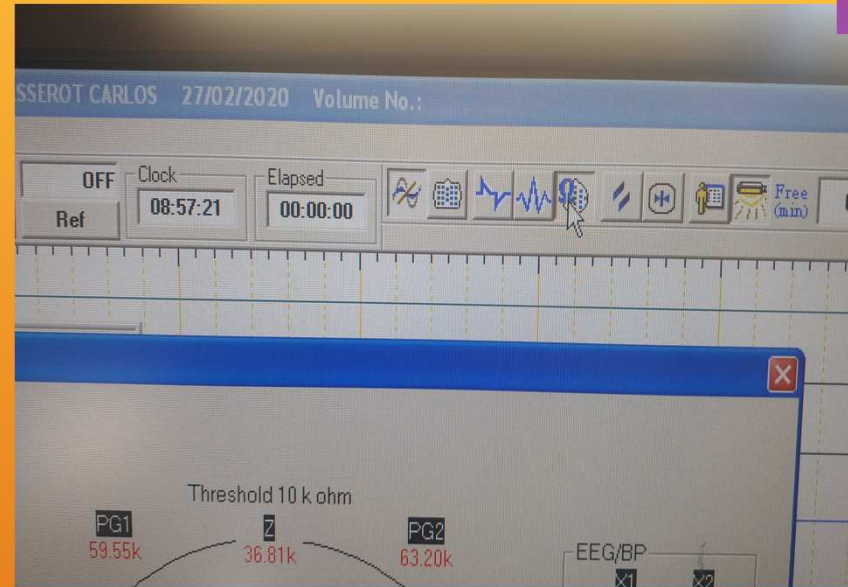 SSEROT CARLOS 27/02/2020 Volume No.:
OFF
Ref
Clock
08:57:21
Elapsed
00:00:00
Free
(min)
Threshold 10 k ohm
PG1
59.55k
Z
36.81k
PG2
63.20k
EEG/BP
X1 X2